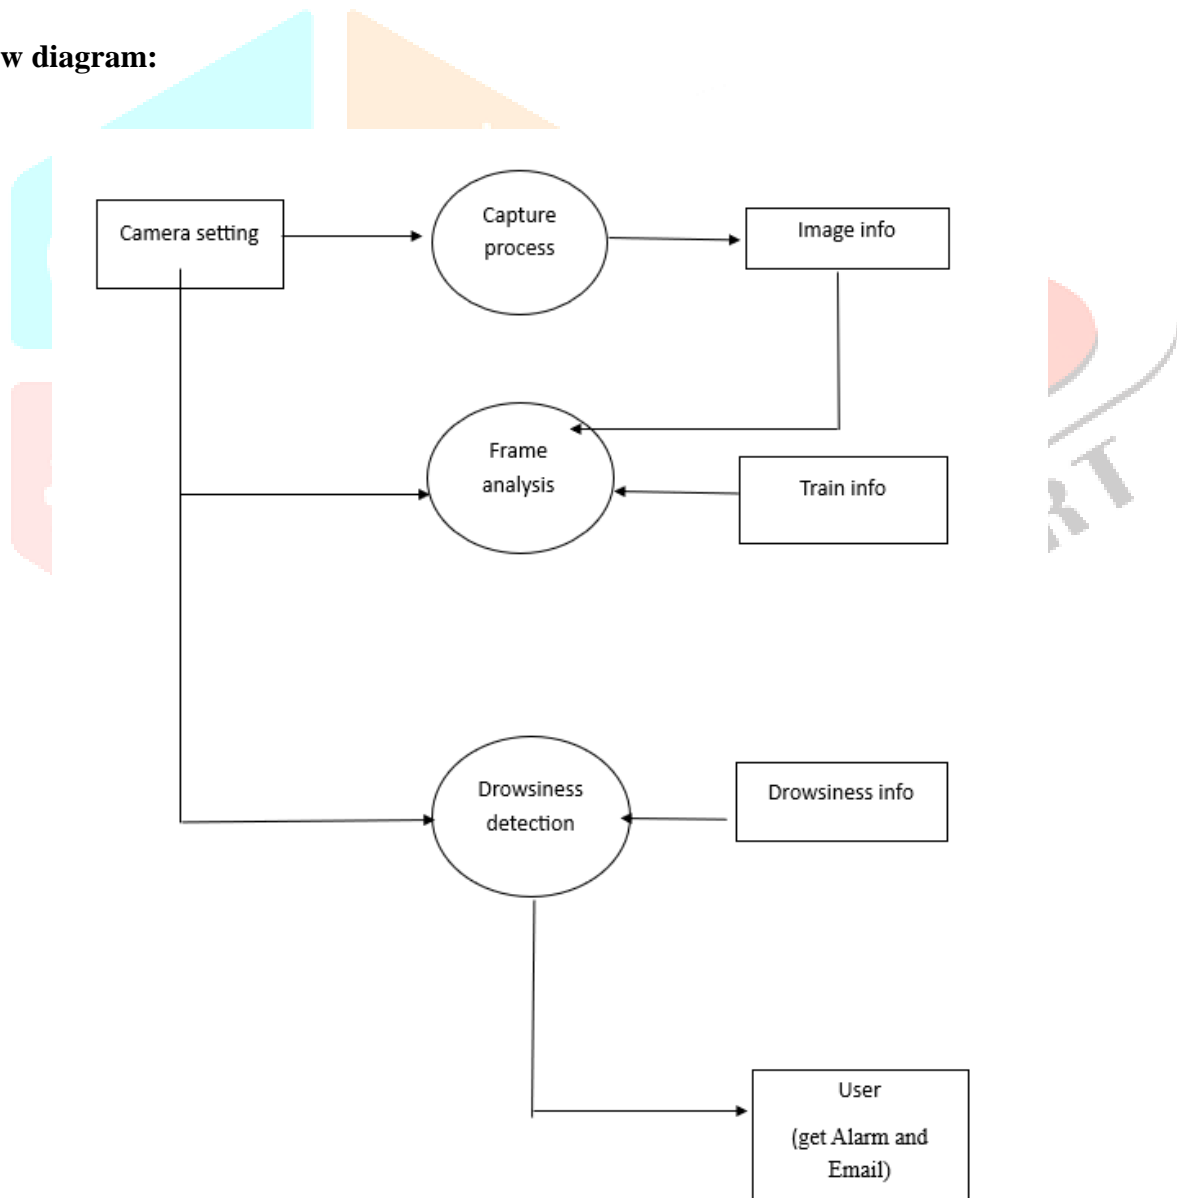 w diagram:
Camera setting
Capture
process
Image info
Frame
analysis
Train info
Drowsiness
detection
Drowsiness info
User
(get Alarm and
Email)